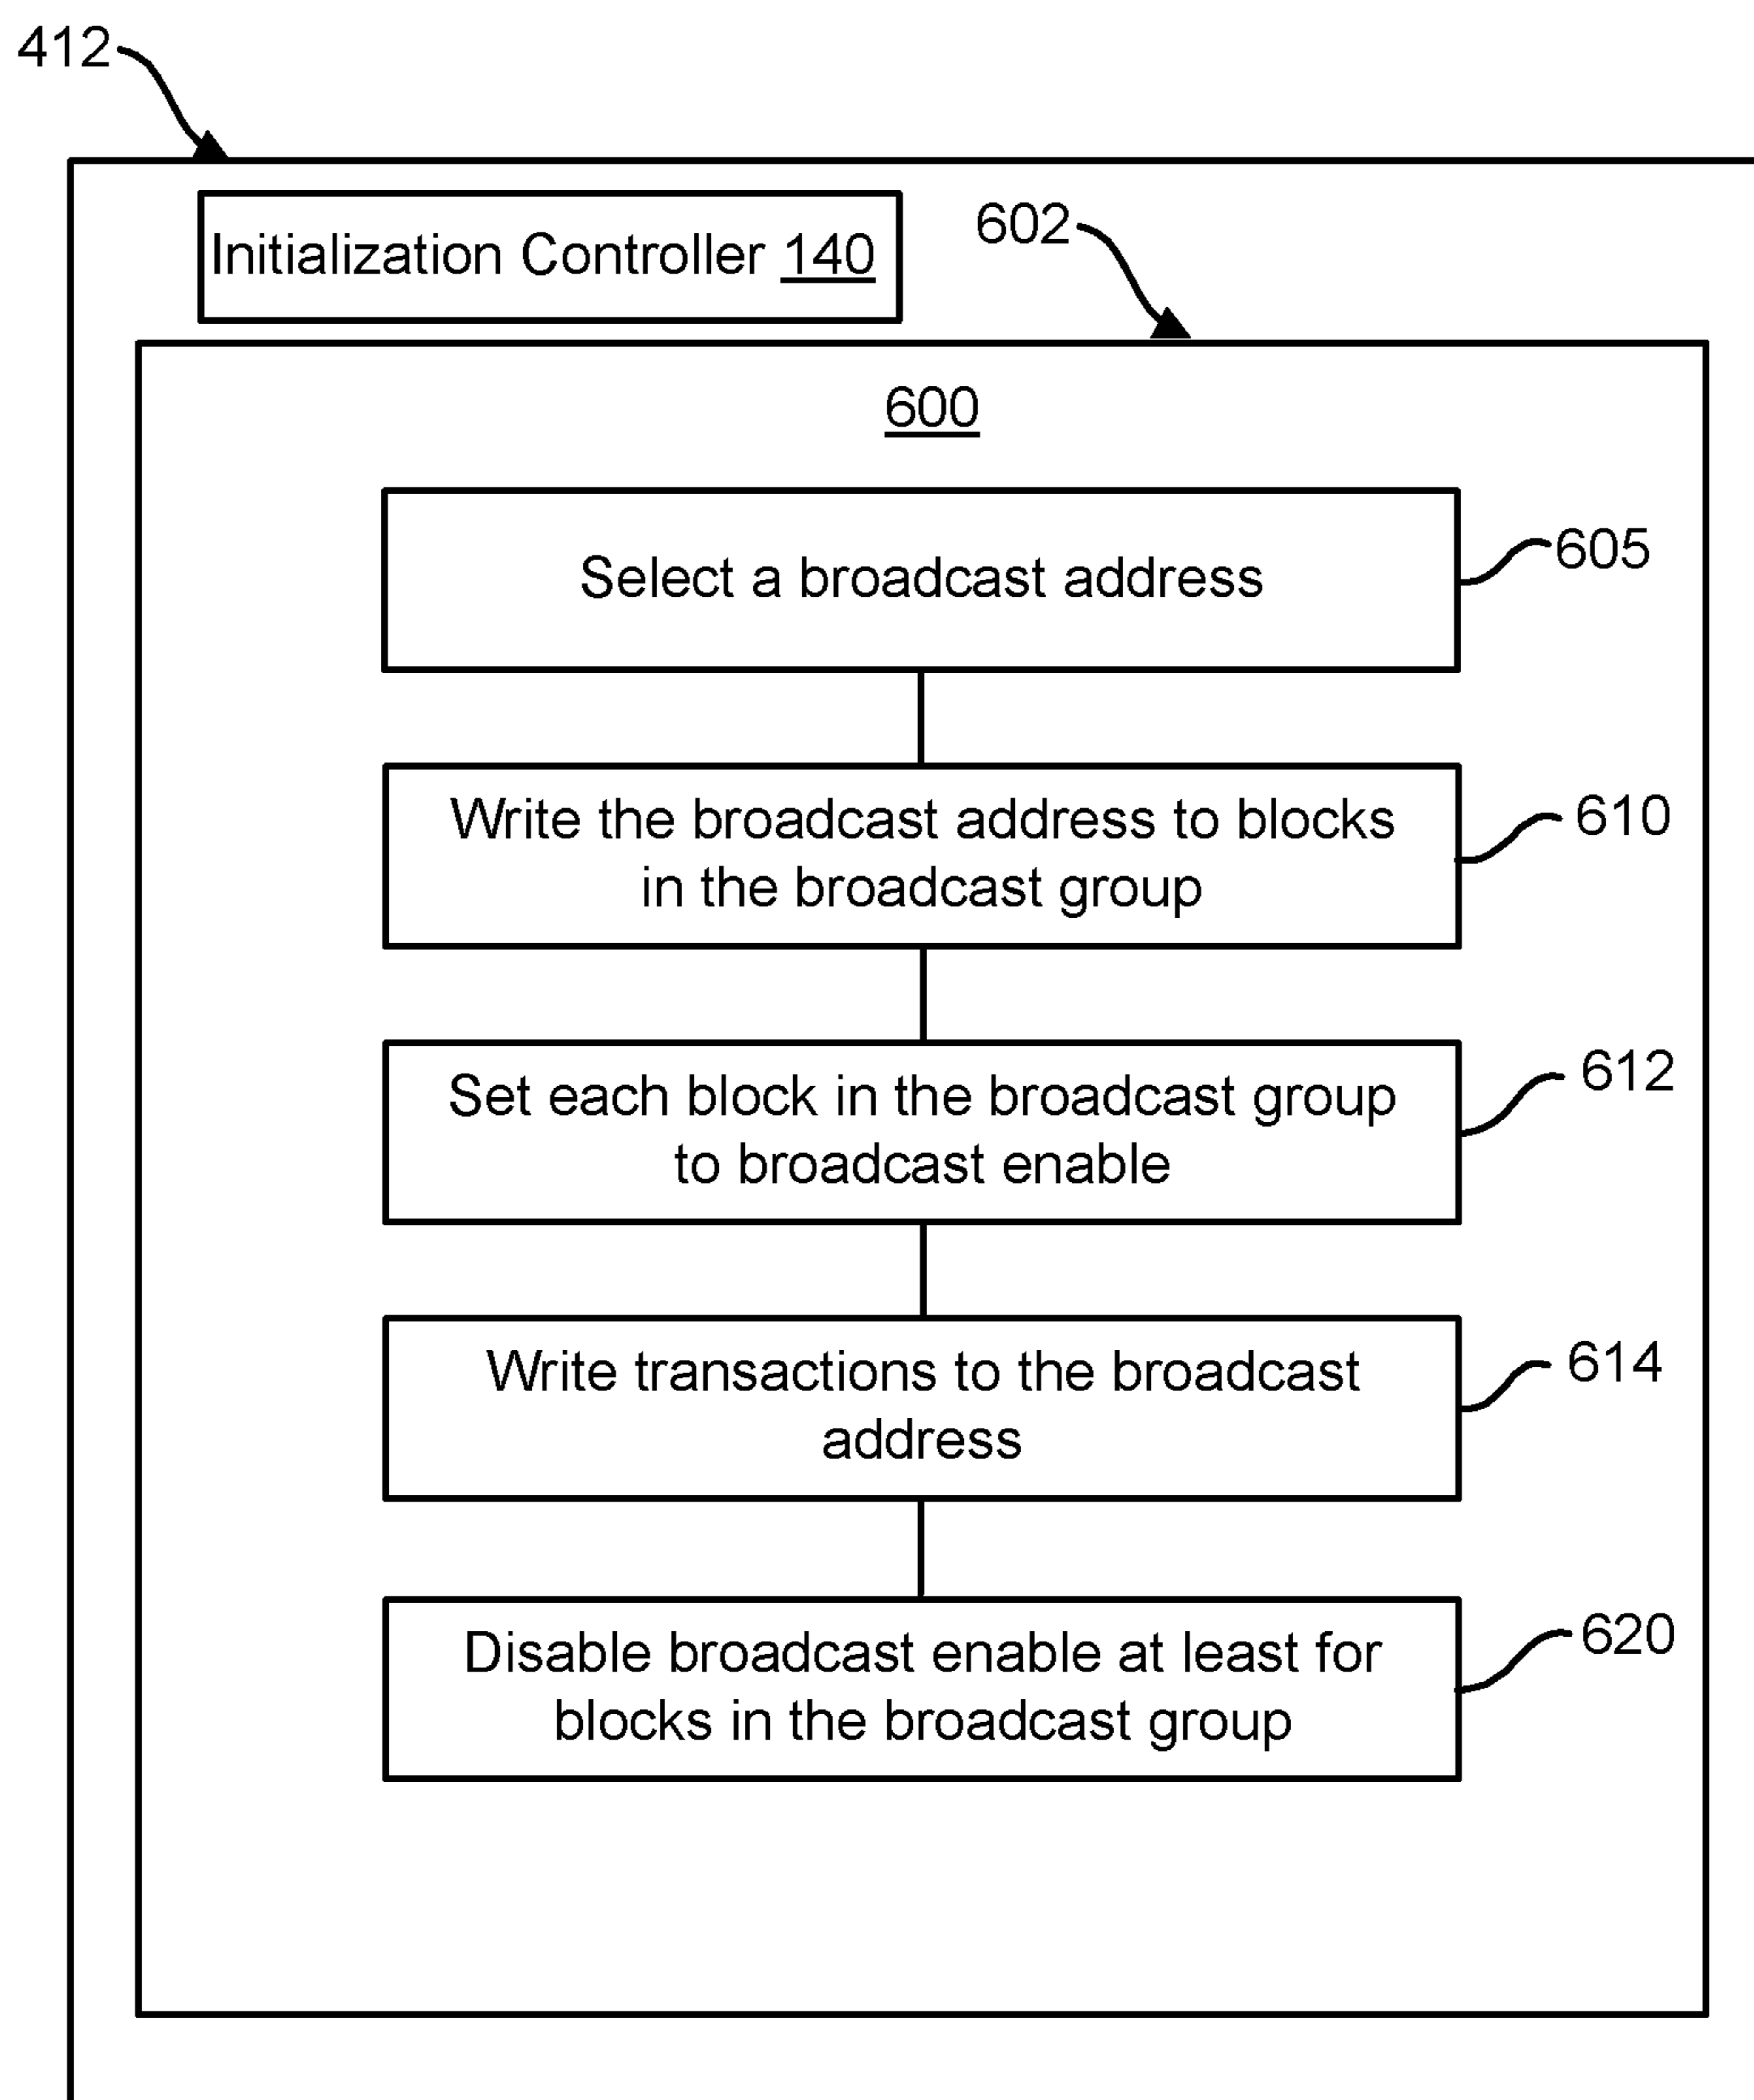 412
Initialization Controller 140
602
600
Select a broadcast address
605
Write the broadcast address to blocks
in the broadcast group
610
Set each block in the broadcast group
to broadcast enable
612
Write transactions to the broadcast
address
614
Disable broadcast enable at least for
blocks in the broadcast group
620